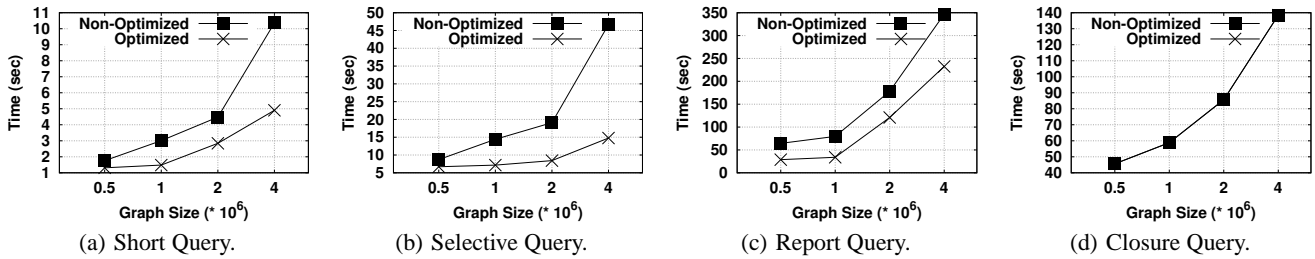 11
10
9
8
7
6
5
4
3
2
1
Time (sec)
Non-Optimized
Optimized
0.5 1 2 4
Graph Size (* 10^6)
(a) Short Query.
50
45
40
35
30
25
20
15
10
5
Time (sec)
Non-Optimized
Optimized
0.5 1 2 4
Graph Size (* 10^6)
(b) Selective Query.
350
300
250
200
150
100
50
0
Time (sec)
Non-Optimized
Optimized
0.5 1 2 4
Graph Size (* 10^6)
(c) Report Query.
140
130
120
110
100
90
80
70
60
50
40
Time (sec)
Non-Optimized
Optimized
0.5 1 2 4
Graph Size (* 10^6)
(d) Closure Query.